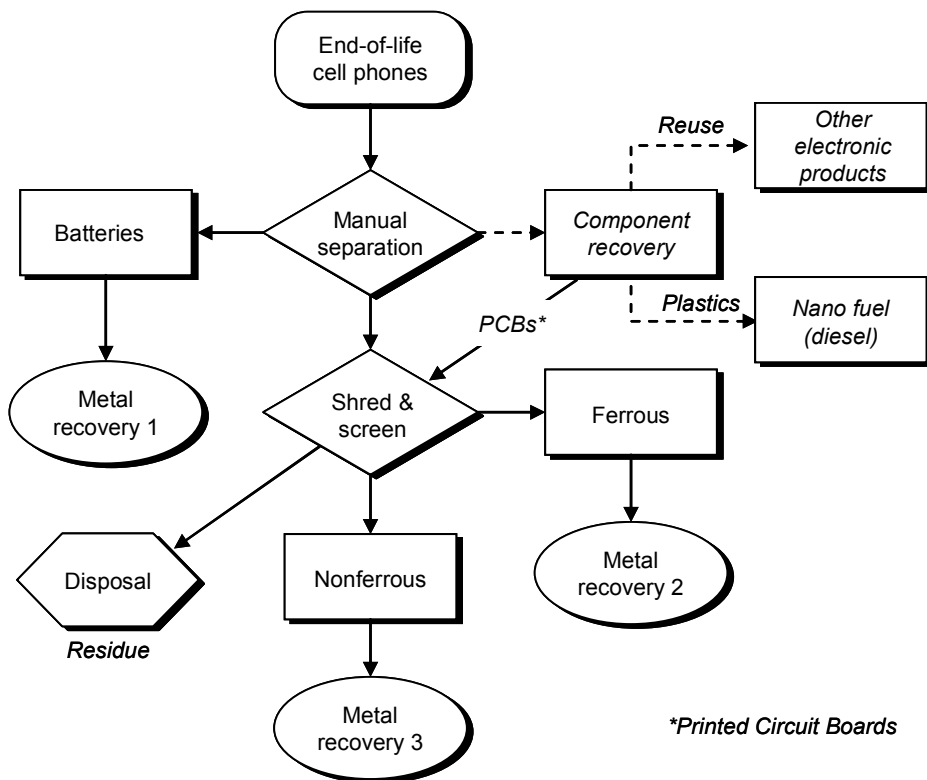 End-of-life
cell phones
Reuse
Other
electronic
products
Batteries
Manual
separation
Component
recovery
PCBs*
Plastics
Nano fuel
(diesel)
Metal
recovery 1
Shred &
screen
Ferrous
Disposal
Residue
Nonferrous
Metal
recovery 2
Metal
recovery 3
*Printed Circuit Boards